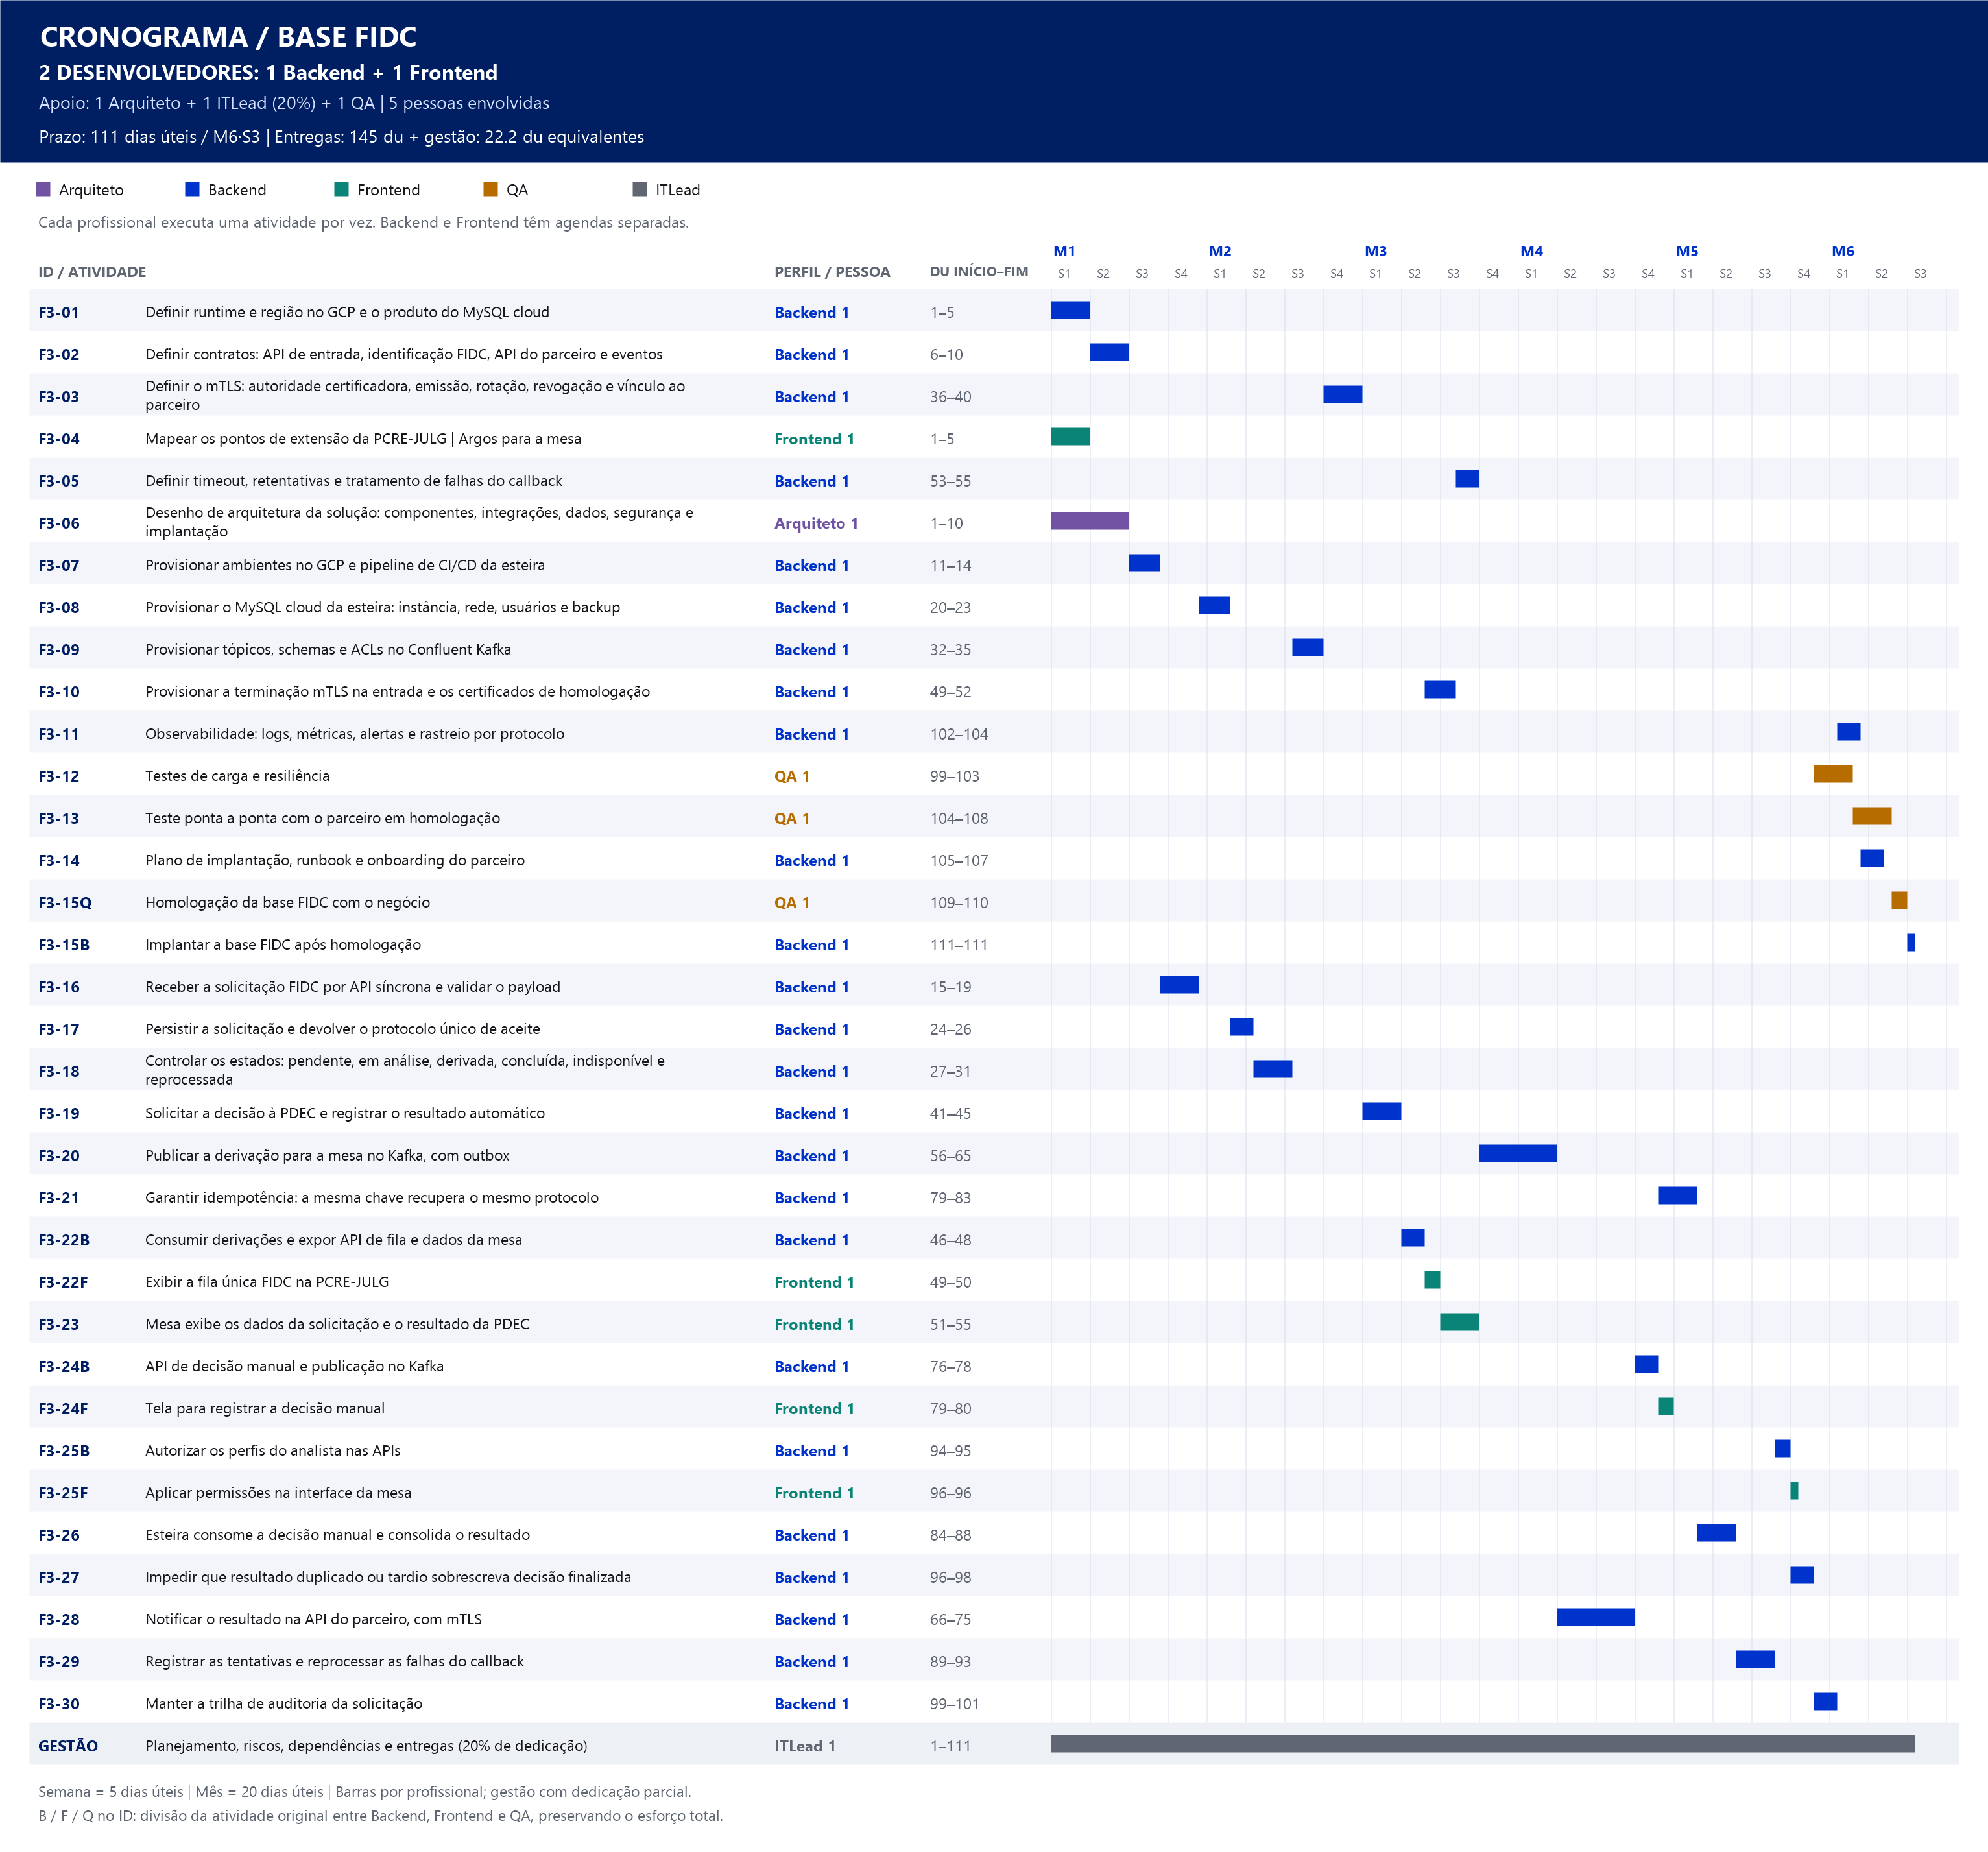 CRONOGRAMA / BASE FIDC
2 DESENVOLVEDORES: 1 Backend + 1 Frontend
Apoio: 1 Arquiteto + 1 ITLead (20%) + 1 QA | 5 pessoas envolvidas
Prazo: 111 dias úteis / M6·S3 | Entregas: 145 du + gestão: 22.2 du equivalentes
Arquiteto Backend Frontend QA ITLead
Cada profissional executa uma atividade por vez. Backend e Frontend têm agendas separadas.
M1 M2 M3 M4 M5 M6
ID / ATIVIDADE PERFIL / PESSOA DU INÍCIO–FIM S1 S2 S3 S4 S1 S2 S3 S4 S1 S2 S3 S4 S1 S2 S3 S4 S1 S2 S3 S4 S1 S2 S3
F3-01 Definir runtime e região no GCP e o produto do MySQL cloud Backend 1 1–5
F3-02 Definir contratos: API de entrada, identificação FIDC, API do parceiro e eventos Backend 1 6–10
F3-03 Definir o mTLS: autoridade certificadora, emissão, rotação, revogação e vínculo ao
parceiro Backend 1 36–40
F3-04 Mapear os pontos de extensão da PCRE-JULG | Argos para a mesa Frontend 1 1–5
F3-05 Definir timeout, retentativas e tratamento de falhas do callback Backend 1 53–55
F3-06 Desenho de arquitetura da solução: componentes, integrações, dados, segurança e
implantação Arquiteto 1 1–10
F3-07 Provisionar ambientes no GCP e pipeline de CI/CD da esteira Backend 1 11–14
F3-08 Provisionar o MySQL cloud da esteira: instância, rede, usuários e backup Backend 1 20–23
F3-09 Provisionar tópicos, schemas e ACLs no Confluent Kafka Backend 1 32–35
F3-10 Provisionar a terminação mTLS na entrada e os certificados de homologação Backend 1 49–52
F3-11 Observabilidade: logs, métricas, alertas e rastreio por protocolo Backend 1 102–104
F3-12 Testes de carga e resiliência QA 1 99–103
F3-13 Teste ponta a ponta com o parceiro em homologação QA 1 104–108
F3-14 Plano de implantação, runbook e onboarding do parceiro Backend 1 105–107
F3-15Q Homologação da base FIDC com o negócio QA 1 109–110
F3-15B Implantar a base FIDC após homologação Backend 1 111–111
F3-16 Receber a solicitação FIDC por API síncrona e validar o payload Backend 1 15–19
F3-17 Persistir a solicitação e devolver o protocolo único de aceite Backend 1 24–26
F3-18 Controlar os estados: pendente, em análise, derivada, concluída, indisponível e
reprocessada Backend 1 27–31
F3-19 Solicitar a decisão à PDEC e registrar o resultado automático Backend 1 41–45
F3-20 Publicar a derivação para a mesa no Kafka, com outbox Backend 1 56–65
F3-21 Garantir idempotência: a mesma chave recupera o mesmo protocolo Backend 1 79–83
F3-22B Consumir derivações e expor API de fila e dados da mesa Backend 1 46–48
F3-22F Exibir a fila única FIDC na PCRE-JULG Frontend 1 49–50
F3-23 Mesa exibe os dados da solicitação e o resultado da PDEC Frontend 1 51–55
F3-24B API de decisão manual e publicação no Kafka Backend 1 76–78
F3-24F Tela para registrar a decisão manual Frontend 1 79–80
F3-25B Autorizar os perfis do analista nas APIs Backend 1 94–95
F3-25F Aplicar permissões na interface da mesa Frontend 1 96–96
F3-26 Esteira consome a decisão manual e consolida o resultado Backend 1 84–88
F3-27 Impedir que resultado duplicado ou tardio sobrescreva decisão finalizada Backend 1 96–98
F3-28 Notificar o resultado na API do parceiro, com mTLS Backend 1 66–75
F3-29 Registrar as tentativas e reprocessar as falhas do callback Backend 1 89–93
F3-30 Manter a trilha de auditoria da solicitação Backend 1 99–101
GESTÃO Planejamento, riscos, dependências e entregas (20% de dedicação) ITLead 1 1–111
Semana = 5 dias úteis | Mês = 20 dias úteis | Barras por profissional; gestão com dedicação parcial.
B / F / Q no ID: divisão da atividade original entre Backend, Frontend e QA, preservando o esforço total.